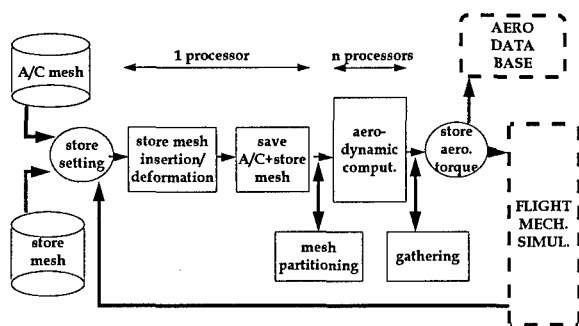 A/C mesh
1 processor
n processors
AERO
DATA
BASE
store
setting
store mesh
insertion/
deformation
save
A/C+store
mesh
aero-
dynamic
comput.
store
aero.
torque
FLIGHT
MECH.
SIMUL.
store
mesh
mesh
partitioning
gathering